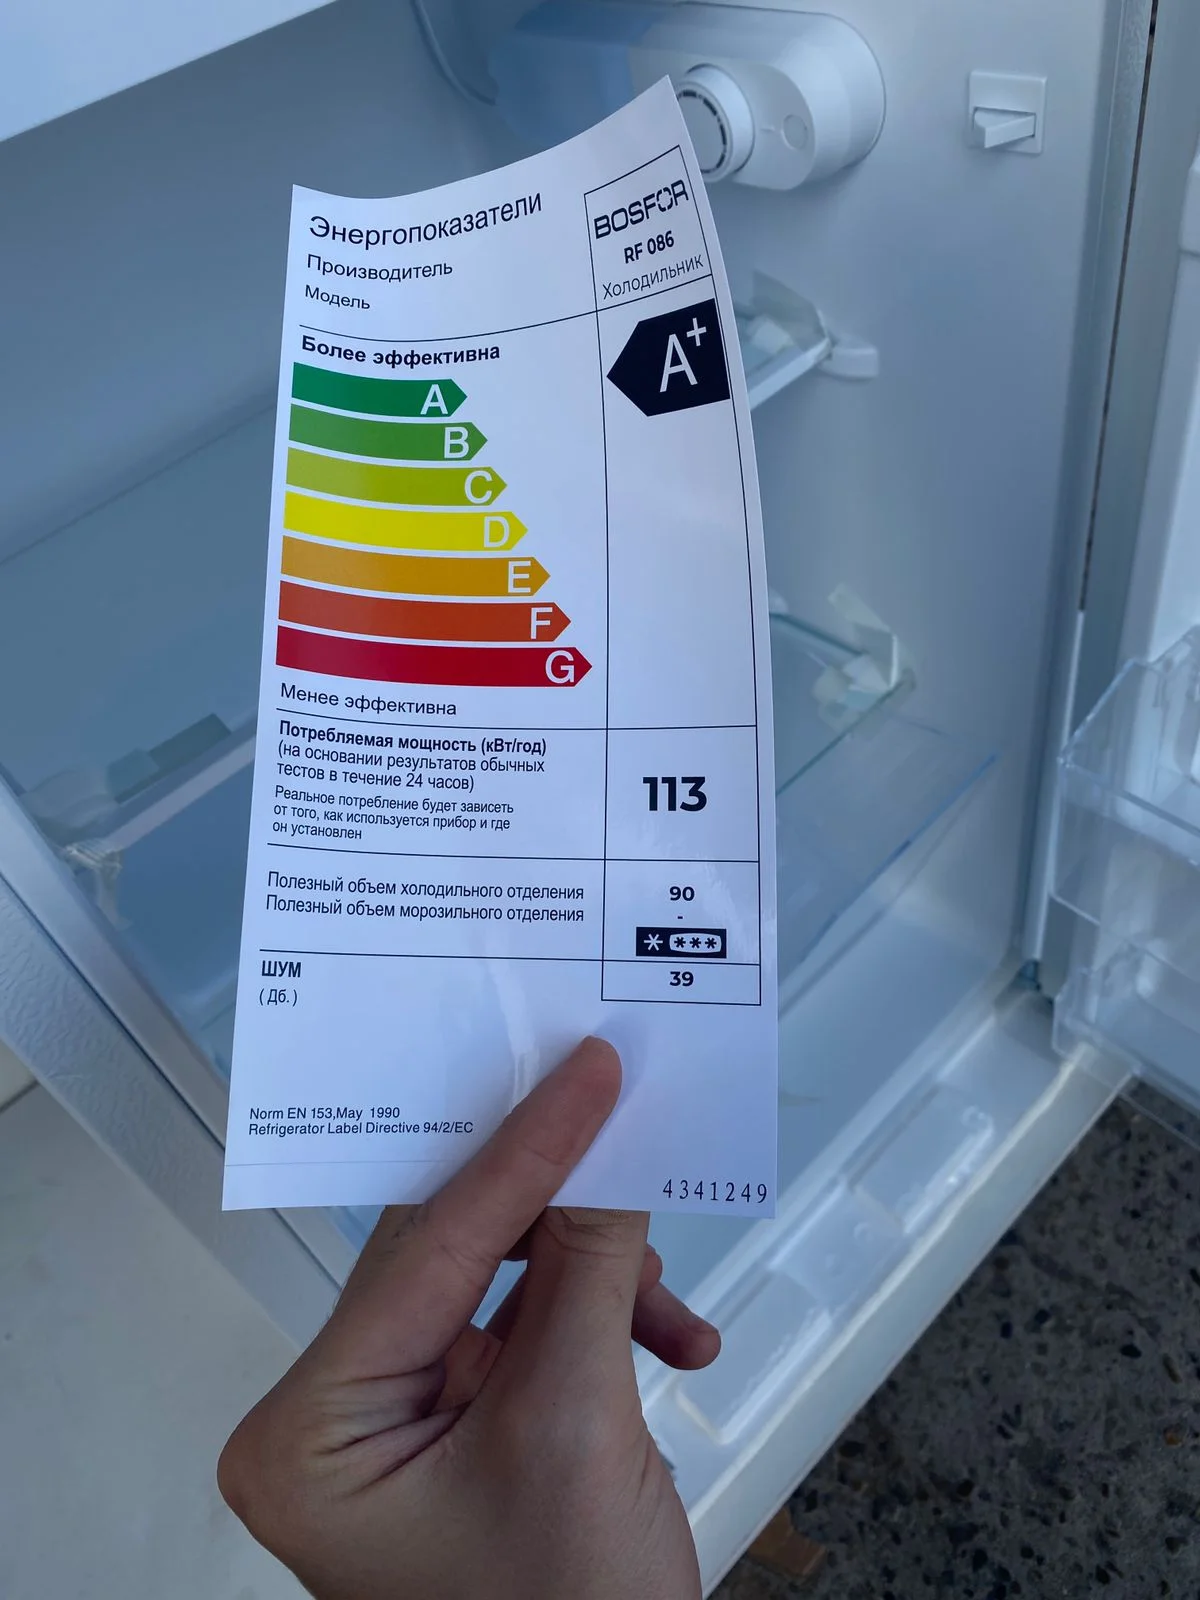 Энергопоказатели
Производитель
Модель
BOSFOR
RF 086
Холодильник
Более эффективна
A+
A
B
C
D
E
F
G
Менее эффективна
Потребляемая мощность (кВт/год)
(на основании результатов обычных
тестов в течение 24 часов)
Реальное потребление будет зависеть
от того, как используется прибор и где
он установлен
113
Полезный объем холодильного отделения
90
Полезный объем морозильного отделения
-
* ***
ШУМ
39
( Дб. )
Norm EN 153,May 1990
Refrigerator Label Directive 94/2/EC
4341249